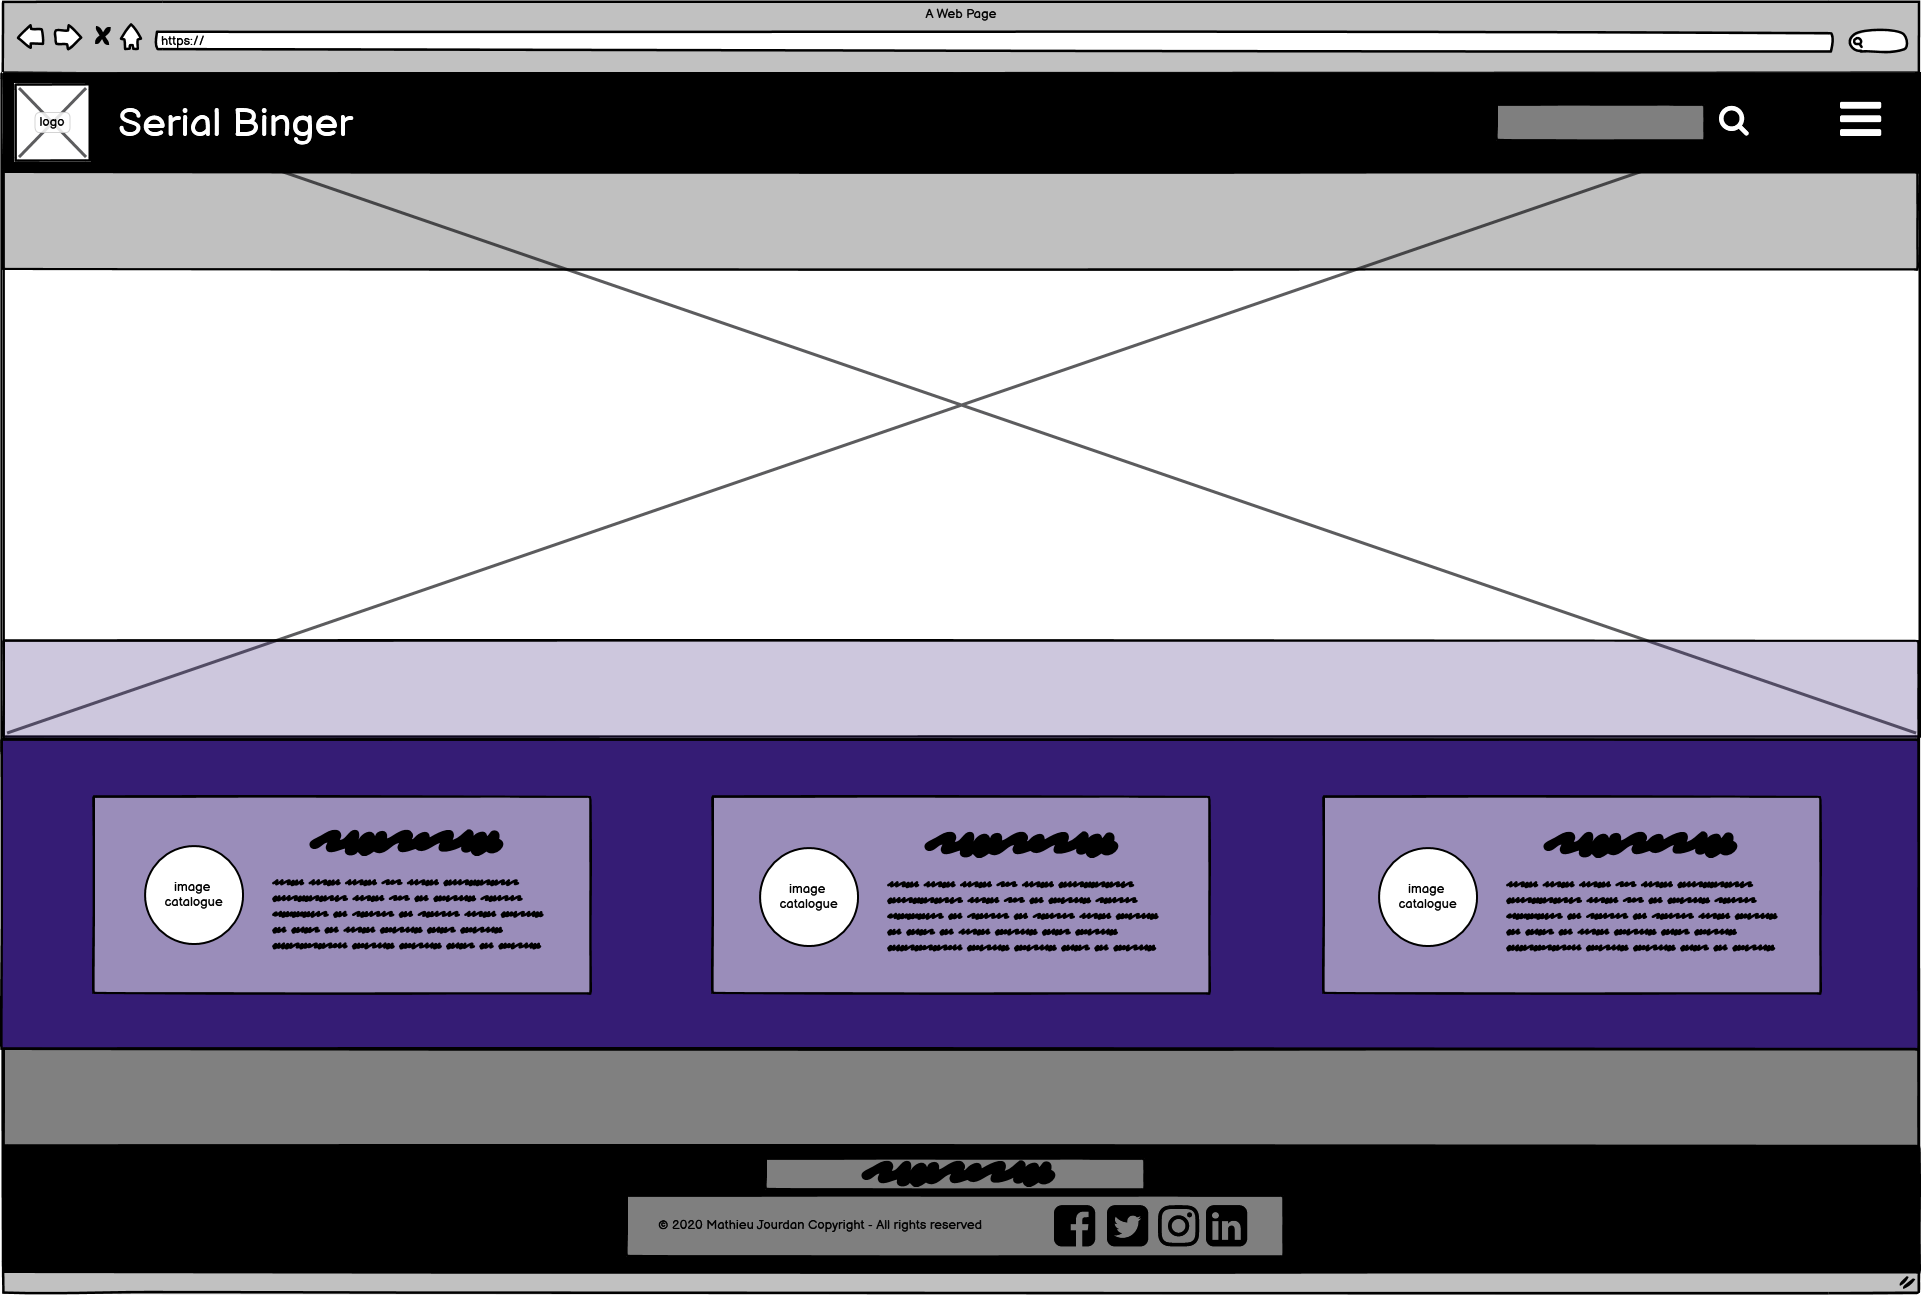 A Web Page
https://
logo
Serial Binger
image
catalogue
image
catalogue
image
catalogue
© 2020 Mathieu Jourdan Copyright - All rights reserved